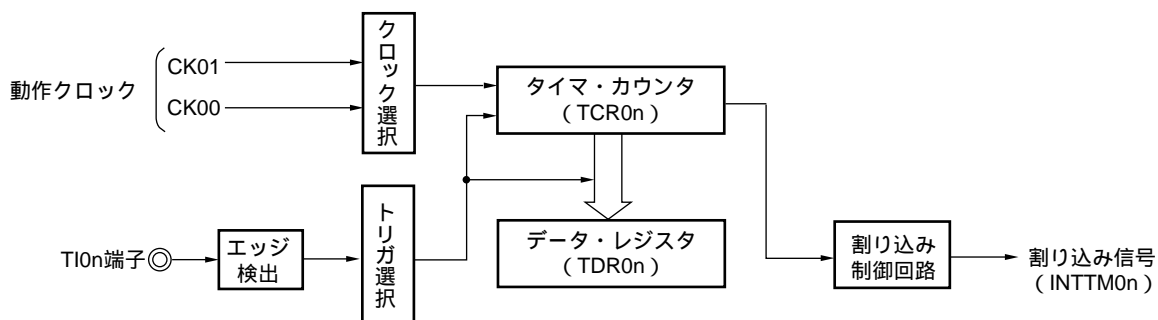 クロック選択
動作クロック
CK01
CK00
タイマ・カウンタ
(TCR0n)
トリガ選択
TI0n端子
エッジ
検出
データ・レジスタ
(TDR0n)
割り込み
制御回路
割り込み信号
(INTTM0n)